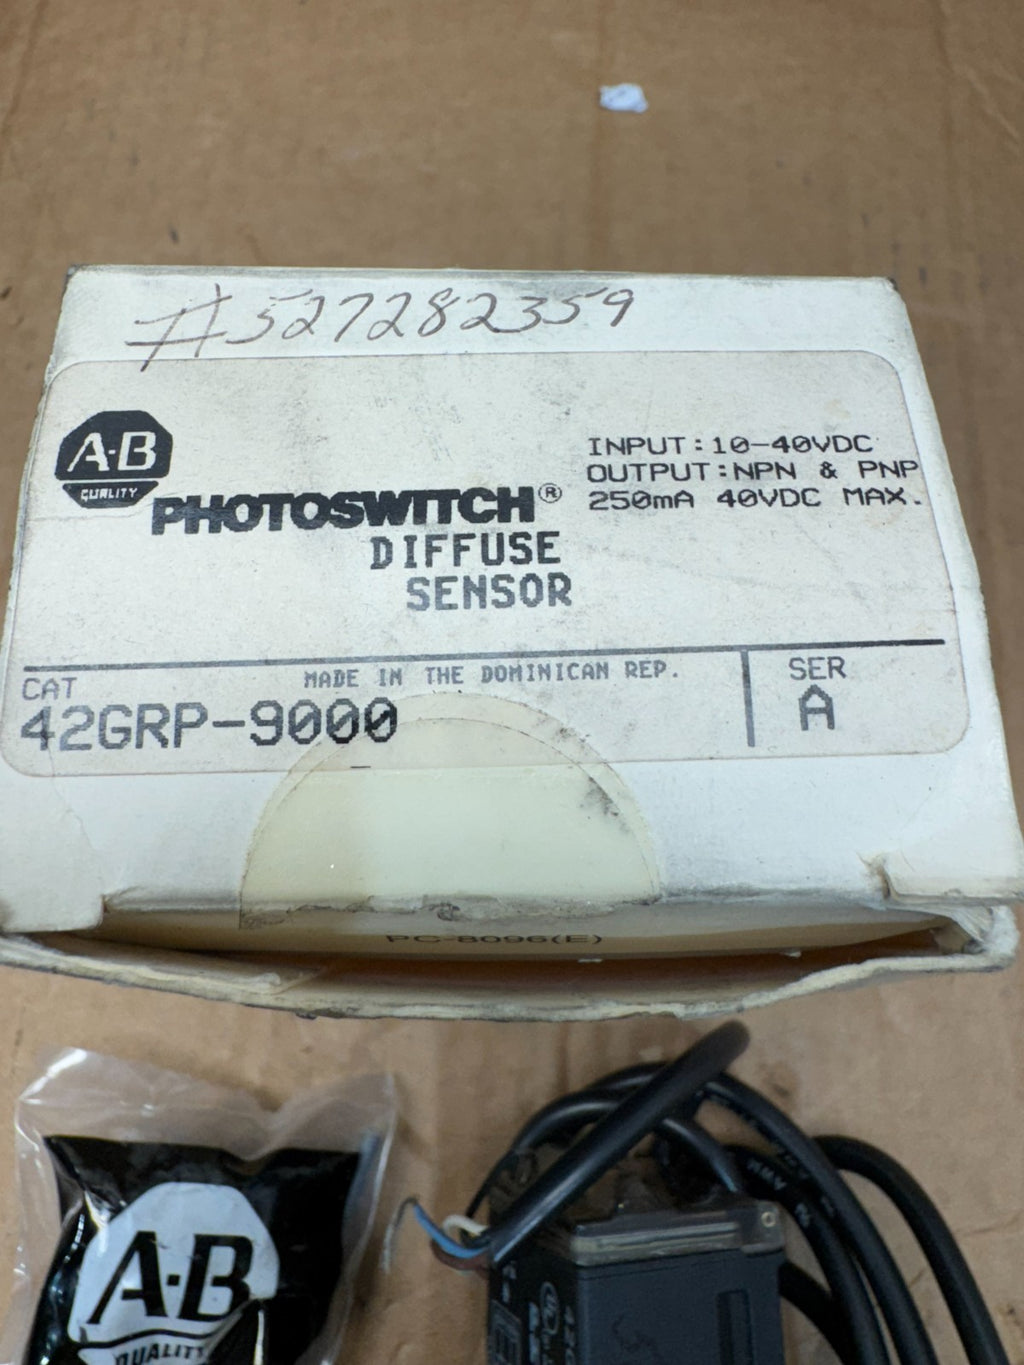 #527282359
A·B
QUALITY
PHOTOSWITCH®
DIFFUSE
SENSOR
INPUT:10-40VDC
OUTPUT:NPN & PNP
250mA 40VDC MAX.
MADE IN THE DOMINICAN REP.
CAT
42GRP-9000
SER
A
PC-8096(E)
A·B
QUALITY